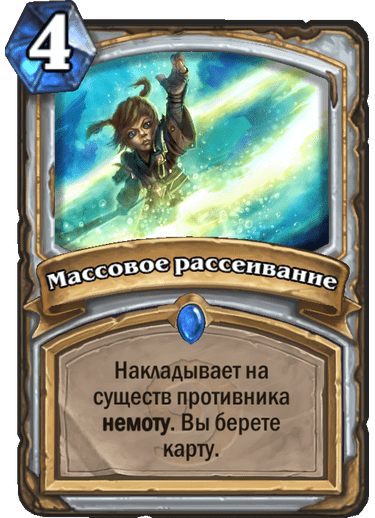 4
Массовое рассеивание
Накладывает на
существ противника
немоту. Вы берете
карту.